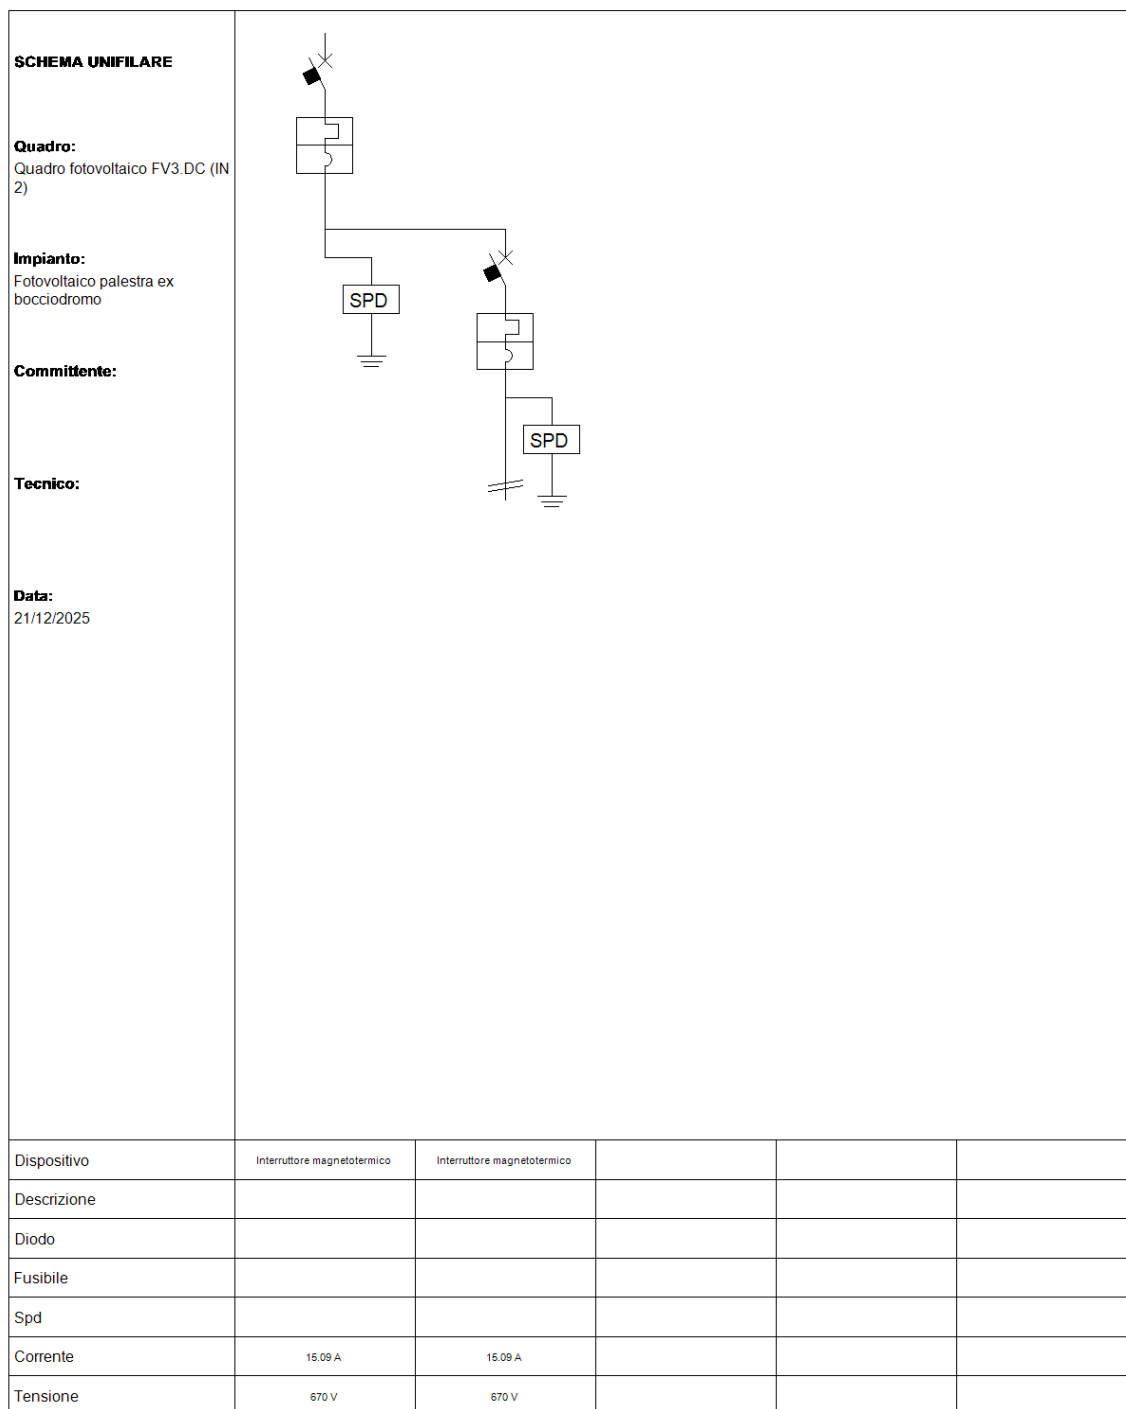 SCHEMA UNIFILARE
Quadro:
Quadro fotovoltaico FV3.DC (IN
2)
Impianto:
Fotovoltaico palestra ex
bocciodromo
Committente:
Tecnico:
Data:
21/12/2025
SPD
SPD
Dispositivo Interruttore magnetotermico Interruttore magnetotermico
Descrizione
Diodo
Fusibile
Spd
Corrente 15.09 A 15.09 A
Tensione 670 V 670 V